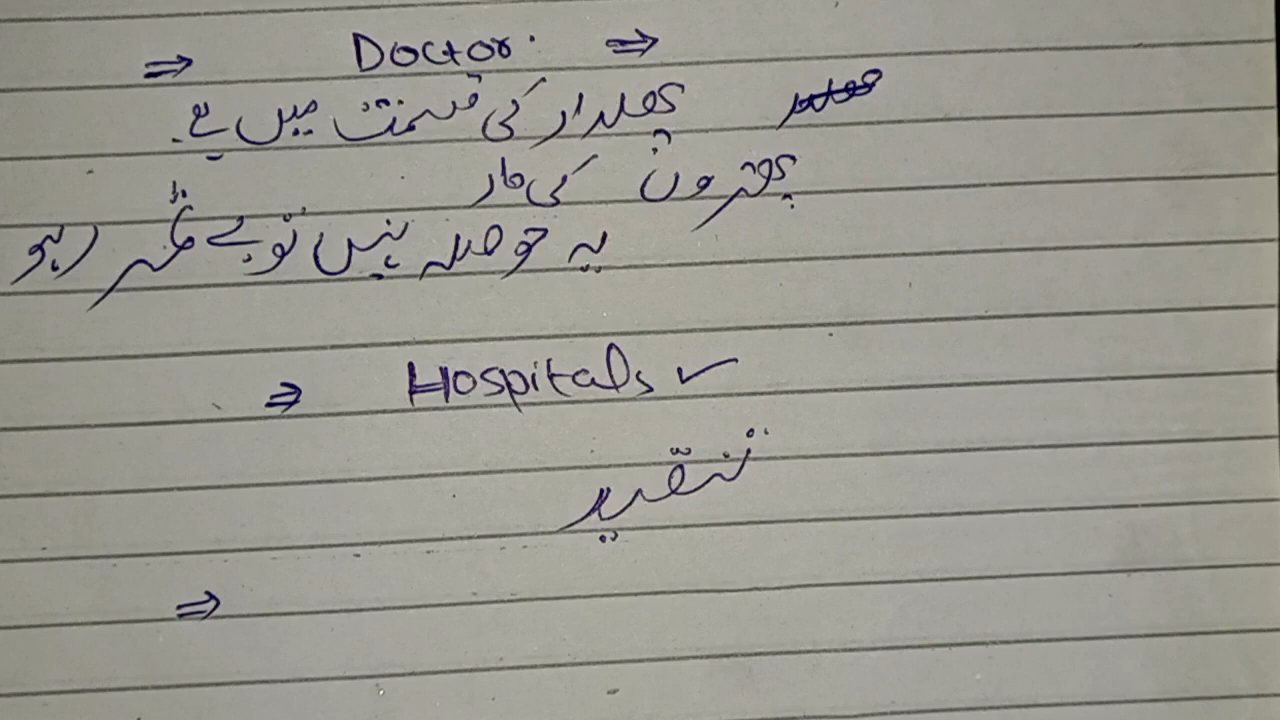 ⇒ Doctor. ⇒
پھلدار کی قسمت میں ہے۔
پتھروں کی مار
یہ حوصلہ نہیں تو بے ثمر رہو
⇒ Hospitals ✓
تنقید
⇒